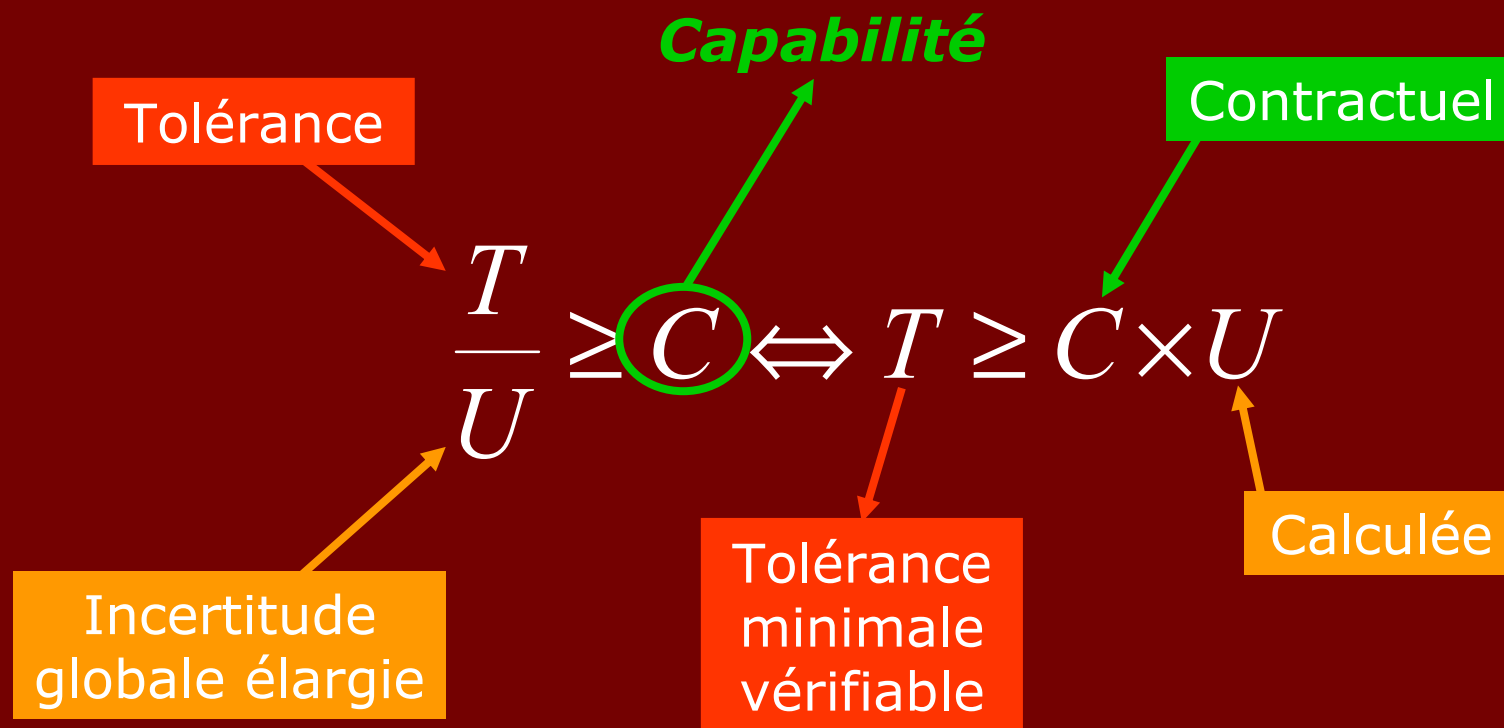 Capabilité
Tolérance
Contractuel
T/U ≥ C ⇔ T ≥ C×U
Incertitude
globale élargie
Tolérance
minimale
vérifiable
Calculée